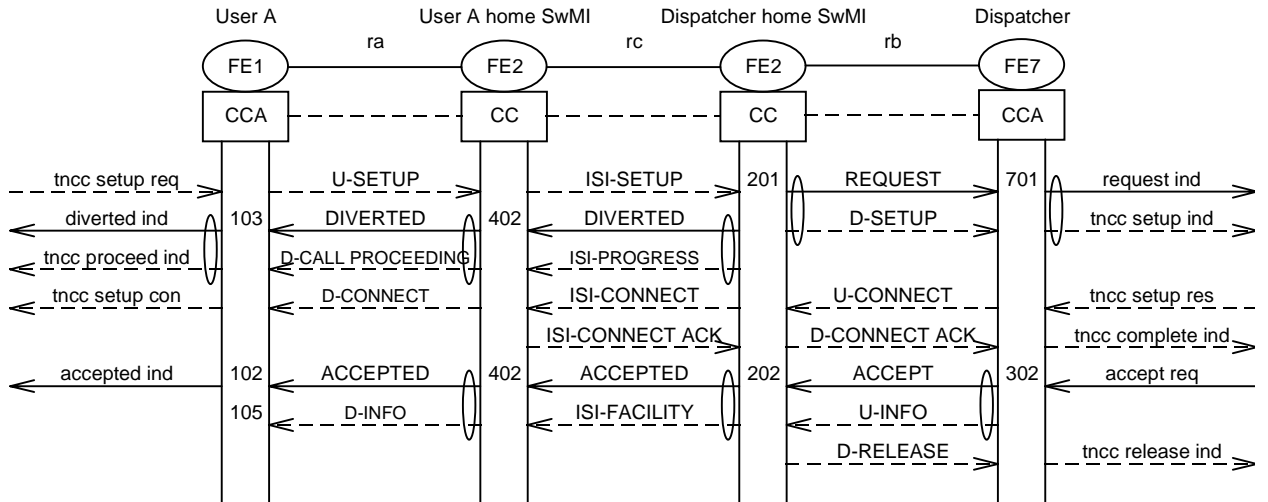 User A User A home SwMI Dispatcher home SwMI Dispatcher
ra rc rb
FE1 FE2 FE2 FE7
CCA CC CC CCA
tncc setup req U-SETUP ISI-SETUP 201 REQUEST 701 request ind
diverted ind 103 DIVERTED 402 DIVERTED D-SETUP tncc setup ind
tncc proceed ind D-CALL PROCEEDING ISI-PROGRESS
tncc setup con D-CONNECT ISI-CONNECT U-CONNECT tncc setup res
ISI-CONNECT ACK D-CONNECT ACK tncc complete ind
accepted ind 102 ACCEPTED 402 ACCEPTED 202 ACCEPT 302 accept req
105 D-INFO ISI-FACILITY U-INFO
D-RELEASE tncc release ind